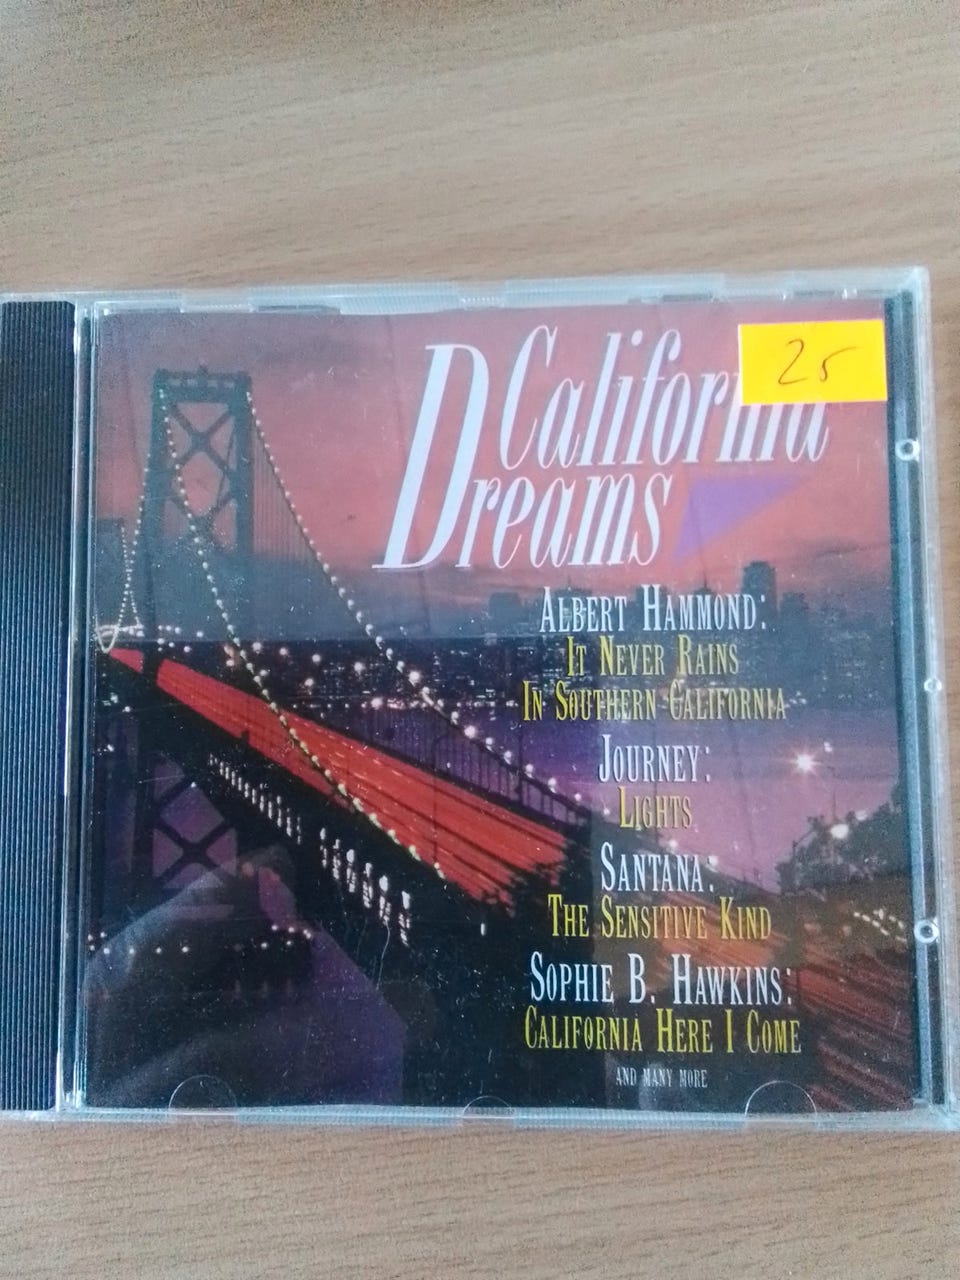 California
25
Dreams
ALBERT HAMMOND:
IT NEVER RAINS
IN SOUTHERN CALIFORNIA
JOURNEY:
LIGHTS
SANTANA:
THE SENSITIVE KIND
SOPHIE B. HAWKINS:
CALIFORNIA HERE I COME
AND MANY MORE